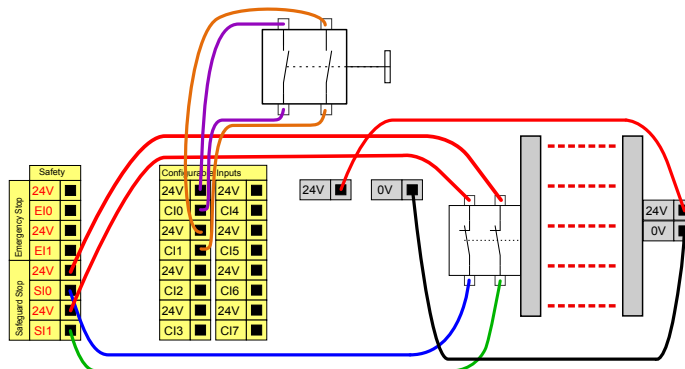 Safety
Emergency Stop
24V
EI0
24V
EI1
Safeguard Stop
24V
SI0
24V
SI1
Configurable Inputs
24V 24V
CI0 CI4
24V 24V
CI1 CI5
24V 24V
CI2 CI6
24V 24V
CI3 CI7
24V 0V
24V
0V